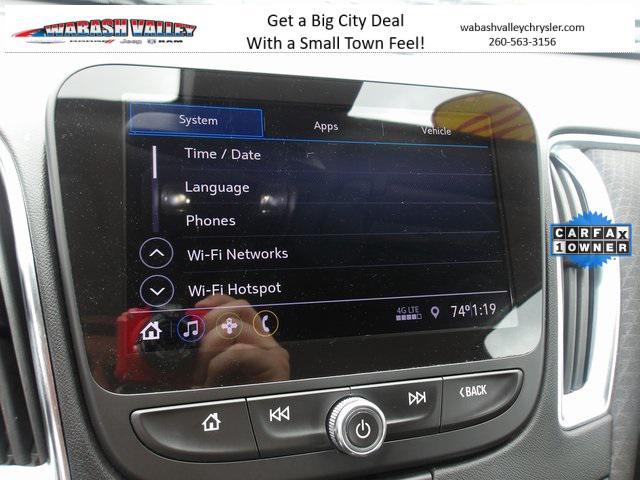 WABASH VALLEY
Jeep RAM
Get a Big City Deal
With a Small Town Feel!
wabashvalleychrysler.com
260-563-3156
System
Apps
Vehicle
Time / Date
Language
Phones
Wi-Fi Networks
Wi-Fi Hotspot
4G LTE
74° 1:19
CARFAX
1 OWNER
BACK